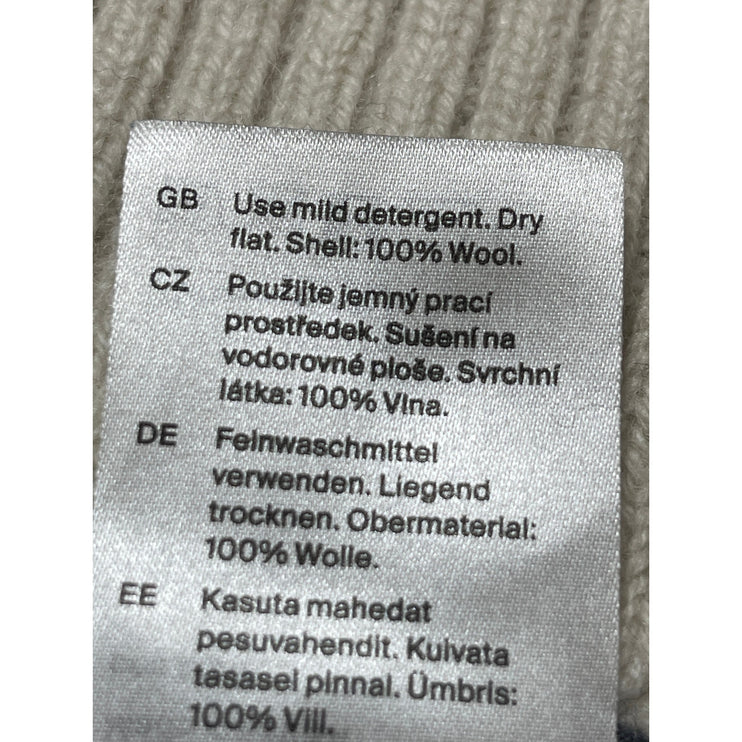 GB Use mild detergent. Dry
flat. Shell: 100% Wool.
CZ Použijte jemný prací
prostředek. Sušení na
vodorovné ploše. Svrchní
látka: 100% Vlna.
DE Feinwaschmittel
verwenden. Liegend
trocknen. Obermaterial:
100% Wolle.
EE Kasuta mahedat
pesuvahendit. Kuivata
tasasel pinnal. Ümbris:
100% Vill.